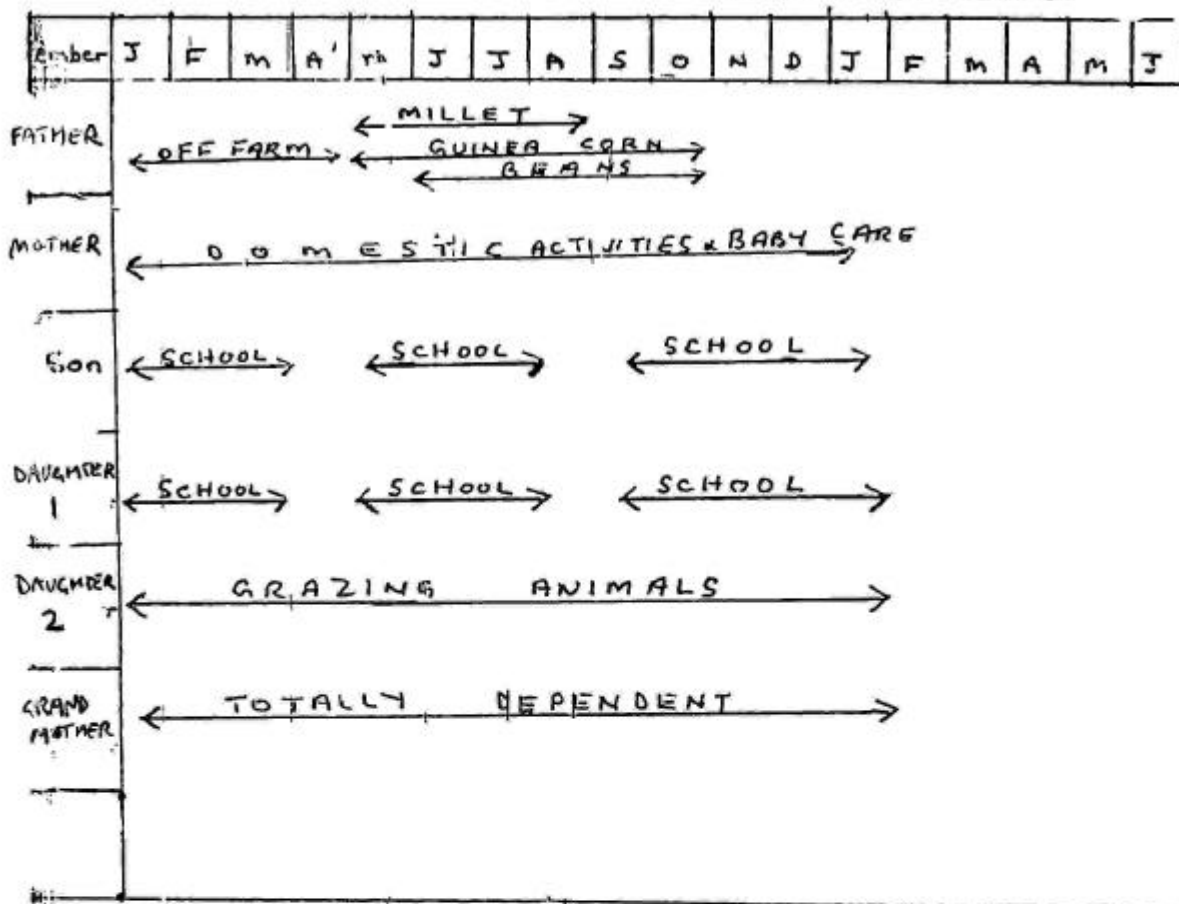 ember J F M A M J J A S O N D J F M A M J
MILLET
FATHER OFF FARM GUINEA CORN
BEANS
MOTHER DOMESTIC ACTIVITIES & BABY CARE
Son SCHOOL SCHOOL SCHOOL
DAUGHTER
1 SCHOOL SCHOOL SCHOOL
DAUGHTER GRAZING ANIMALS
2
GRAND TOTALLY DEPENDENT
MOTHER